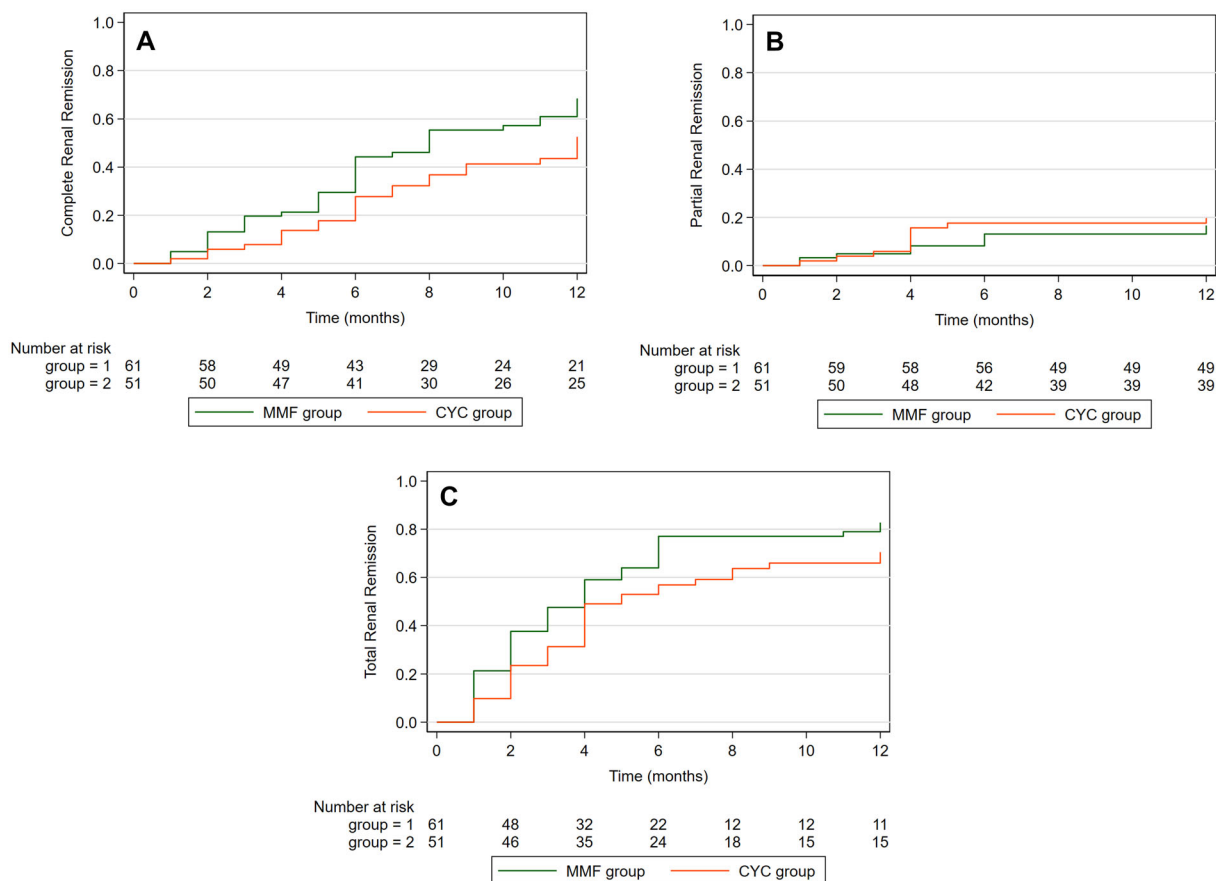 A
Complete Renal Remission
1.0
0.8
0.6
0.4
0.2
0.0
0 2 4 6 8 10 12
Time (months)
Number at risk
group = 1 61 58 49 43 29 24 21
group = 2 51 50 47 41 30 26 25
MMF group CYC group
B
Partial Renal Remission
1.0
0.8
0.6
0.4
0.2
0.0
0 2 4 6 8 10 12
Time (months)
Number at risk
group = 1 61 59 58 56 49 49 49
group = 2 51 50 48 42 39 39 39
MMF group CYC group
C
Total Renal Remission
1.0
0.8
0.6
0.4
0.2
0.0
0 2 4 6 8 10 12
Time (months)
Number at risk
group = 1 61 48 32 22 12 12 11
group = 2 51 46 35 24 18 15 15
MMF group CYC group